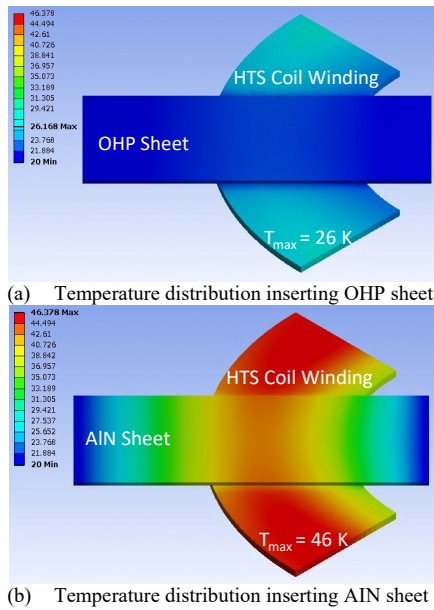 46.378
44.494
42.61
40.726
38.841
36.957
35.073
33.189
31.305
29.421
26.168 Max
23.768
21.884
20 Min
HTS Coil Winding
OHP Sheet
Tmax = 26 K
(a) Temperature distribution inserting OHP sheet
46.378 Max
44.494
42.610
40.726
38.842
36.957
35.073
33.189
31.305
29.421
27.537
25.652
23.768
21.884
20 Min
HTS Coil Winding
AlN Sheet
Tmax = 46 K
(b) Temperature distribution inserting AlN sheet